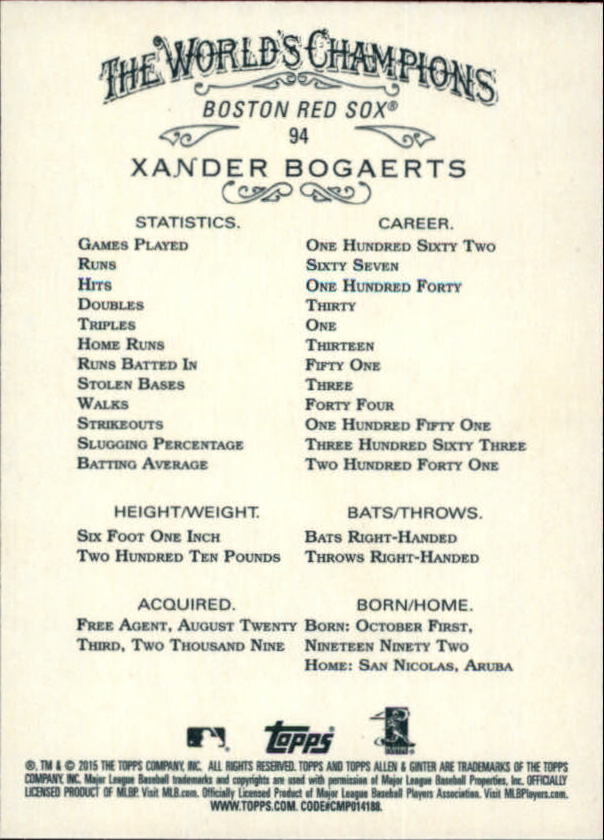 THE WORLD'S CHAMPIONS
BOSTON RED SOX®
94
XANDER BOGAERTS
STATISTICS. CAREER.
GAMES PLAYED ONE HUNDRED SIXTY TWO
RUNS SIXTY SEVEN
HITS ONE HUNDRED FORTY
DOUBLES THIRTY
TRIPLES ONE
HOME RUNS THIRTEEN
RUNS BATTED IN FIFTY ONE
STOLEN BASES THREE
WALKS FORTY FOUR
STRIKEOUTS ONE HUNDRED FIFTY ONE
SLUGGING PERCENTAGE THREE HUNDRED SIXTY THREE
BATTING AVERAGE TWO HUNDRED FORTY ONE
HEIGHT/WEIGHT. BATS/THROWS.
SIX FOOT ONE INCH BATS RIGHT-HANDED
TWO HUNDRED TEN POUNDS THROWS RIGHT-HANDED
ACQUIRED. BORN/HOME.
FREE AGENT, AUGUST TWENTY BORN: OCTOBER FIRST,
THIRD, TWO THOUSAND NINE NINETEEN NINETY TWO
HOME: SAN NICOLAS, ARUBA
topps
®, TM & © 2015 THE TOPPS COMPANY, INC. ALL RIGHTS RESERVED. TOPPS AND TOPPS ALLEN & GINTER ARE TRADEMARKS OF THE TOPPS
COMPANY, INC. Major League Baseball trademarks and copyrights are used with permission of Major League Baseball Properties, Inc. OFFICIALLY
LICENSED PRODUCT OF MLBP. Visit MLB.com. Officially Licensed Product of Major League Baseball Players Association. Visit MLBPlayers.com.
WWW.TOPPS.COM. CODE#CMP014188.